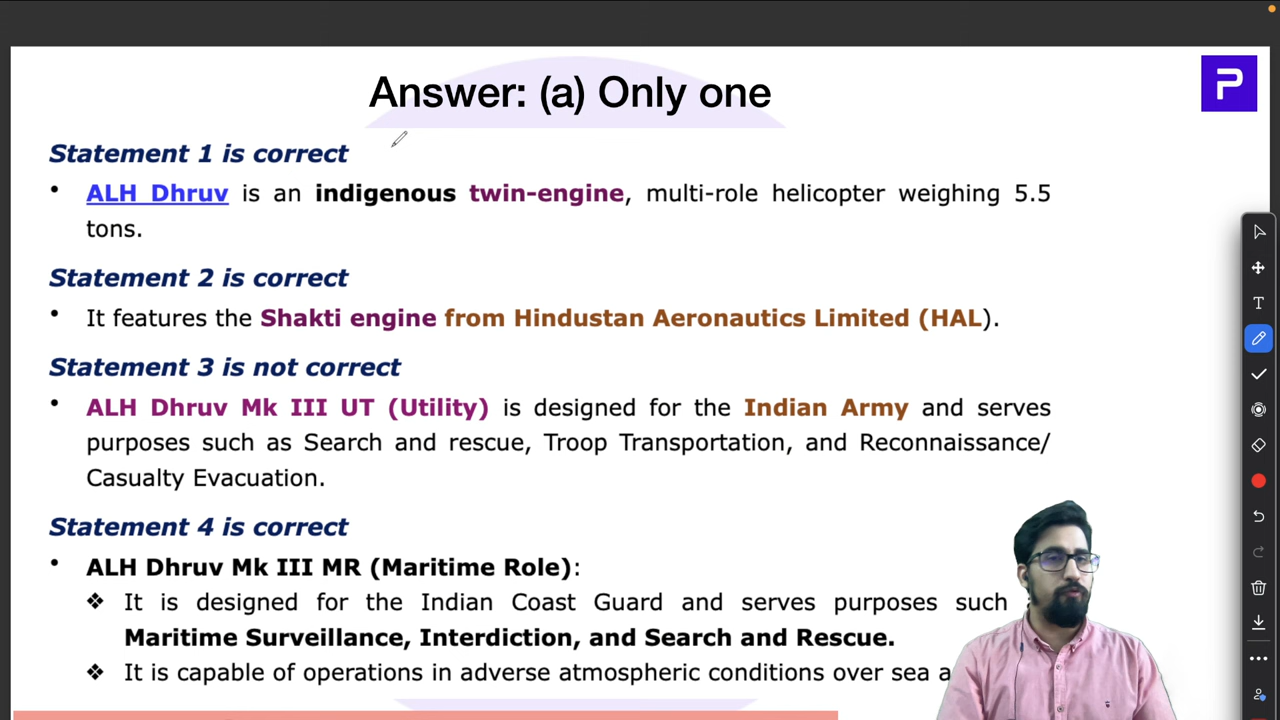 Answer: (a) Only one
P
Statement 1 is correct
• ALH Dhruv is an indigenous twin-engine, multi-role helicopter weighing 5.5
tons.
Statement 2 is correct
• It features the Shakti engine from Hindustan Aeronautics Limited (HAL).
Statement 3 is not correct
• ALH Dhruv Mk III UT (Utility) is designed for the Indian Army and serves
purposes such as Search and rescue, Troop Transportation, and Reconnaissance/
Casualty Evacuation.
Statement 4 is correct
• ALH Dhruv Mk III MR (Maritime Role):
❖ It is designed for the Indian Coast Guard and serves purposes such
Maritime Surveillance, Interdiction, and Search and Rescue.
❖ It is capable of operations in adverse atmospheric conditions over sea
T